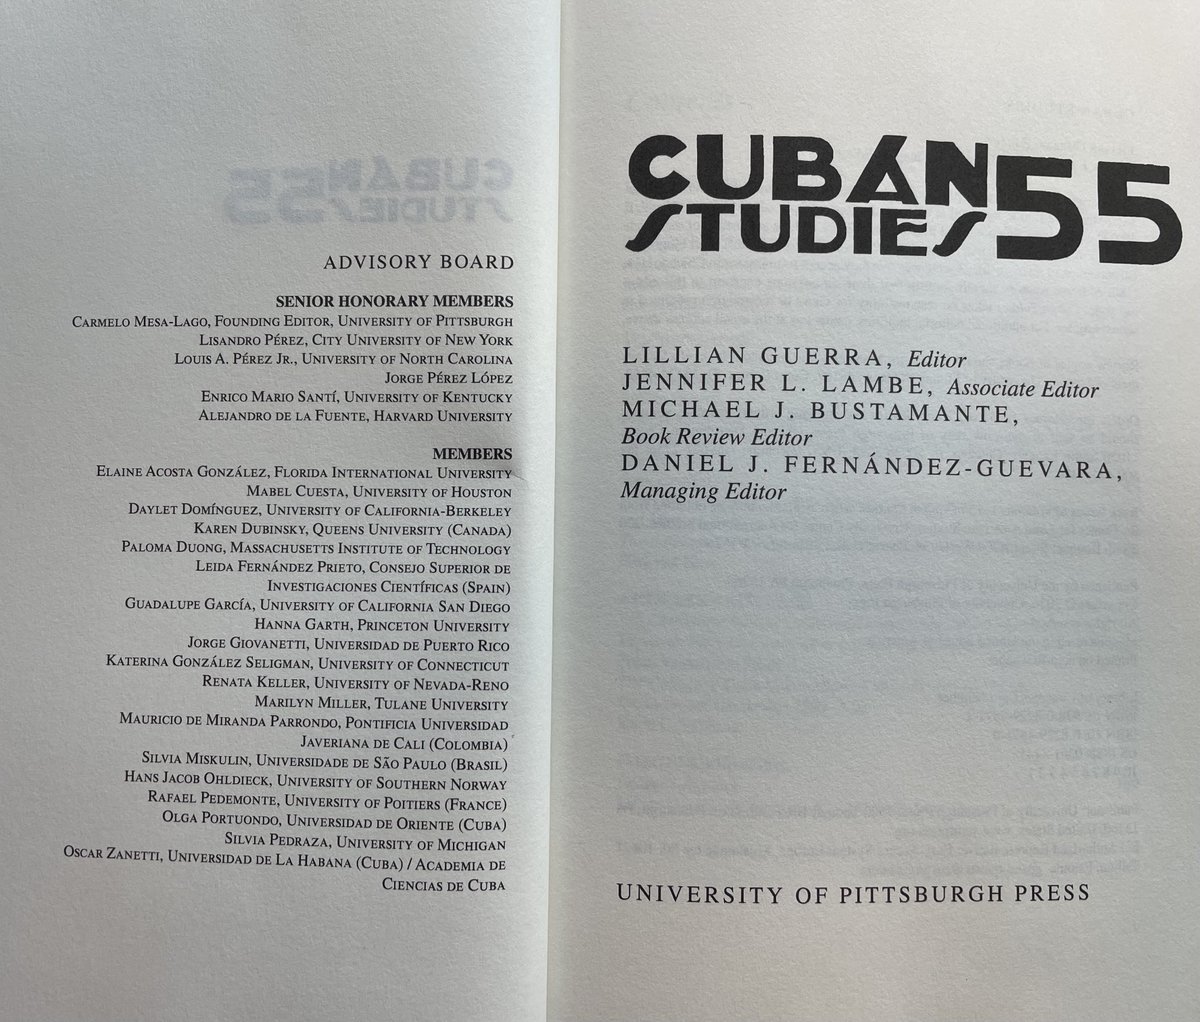 ADVISORY BOARD
SENIOR HONORARY MEMBERS
CARMELO MESA-LAGO, FOUNDING EDITOR, UNIVERSITY OF PITTSBURGH
LISANDRO PÉREZ, CITY UNIVERSITY OF NEW YORK
LOUIS A. PÉREZ JR., UNIVERSITY OF NORTH CAROLINA
JORGE PÉREZ LÓPEZ
ENRICO MARIO SANTÍ, UNIVERSITY OF KENTUCKY
ALEJANDRO DE LA FUENTE, HARVARD UNIVERSITY
MEMBERS
ELAINE ACOSTA GONZÁLEZ, FLORIDA INTERNATIONAL UNIVERSITY
MABEL CUESTA, UNIVERSITY OF HOUSTON
DAYLET DOMÍNGUEZ, UNIVERSITY OF CALIFORNIA-BERKELEY
KAREN DUBINSKY, QUEENS UNIVERSITY (CANADA)
PALOMA DUONG, MASSACHUSETTS INSTITUTE OF TECHNOLOGY
LEIDA FERNÁNDEZ PRIETO, CONSEJO SUPERIOR DE
INVESTIGACIONES CIENTÍFICAS (SPAIN)
GUADALUPE GARCÍA, UNIVERSITY OF CALIFORNIA SAN DIEGO
HANNA GARTH, PRINCETON UNIVERSITY
JORGE GIOVANETTI, UNIVERSIDAD DE PUERTO RICO
KATERINA GONZÁLEZ SELIGMAN, UNIVERSITY OF CONNECTICUT
RENATA KELLER, UNIVERSITY OF NEVADA-RENO
MARILYN MILLER, TULANE UNIVERSITY
MAURICIO DE MIRANDA PARRONDO, PONTIFICIA UNIVERSIDAD
JAVERIANA DE CALI (COLOMBIA)
SILVIA MISKULIN, UNIVERSIDADE DE SÃO PAULO (BRASIL)
HANS JACOB OHLDIECK, UNIVERSITY OF SOUTHERN NORWAY
RAFAEL PEDEMONTE, UNIVERSITY OF POITIERS (FRANCE)
OLGA PORTUONDO, UNIVERSIDAD DE ORIENTE (CUBA)
SILVIA PEDRAZA, UNIVERSITY OF MICHIGAN
OSCAR ZANETTI, UNIVERSIDAD DE LA HABANA (CUBA) / ACADEMIA DE
CIENCIAS DE CUBA
CUBAN 55
STUDIES
LILLIAN GUERRA, Editor
JENNIFER L. LAMBE, Associate Editor
MICHAEL J. BUSTAMANTE,
Book Review Editor
DANIEL J. FERNÁNDEZ-GUEVARA,
Managing Editor
UNIVERSITY OF PITTSBURGH PRESS